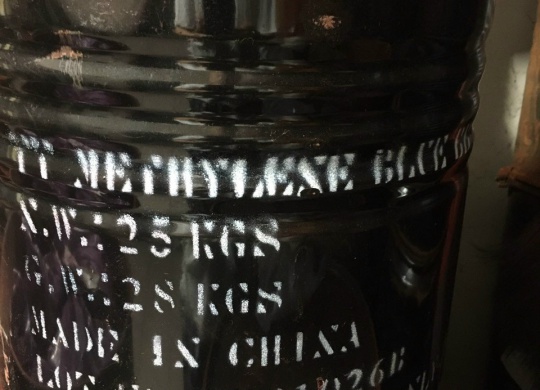 METHYLENE BLUE
N.W.: 25 KGS
G.W.: 28 KGS
MADE IN CHINA